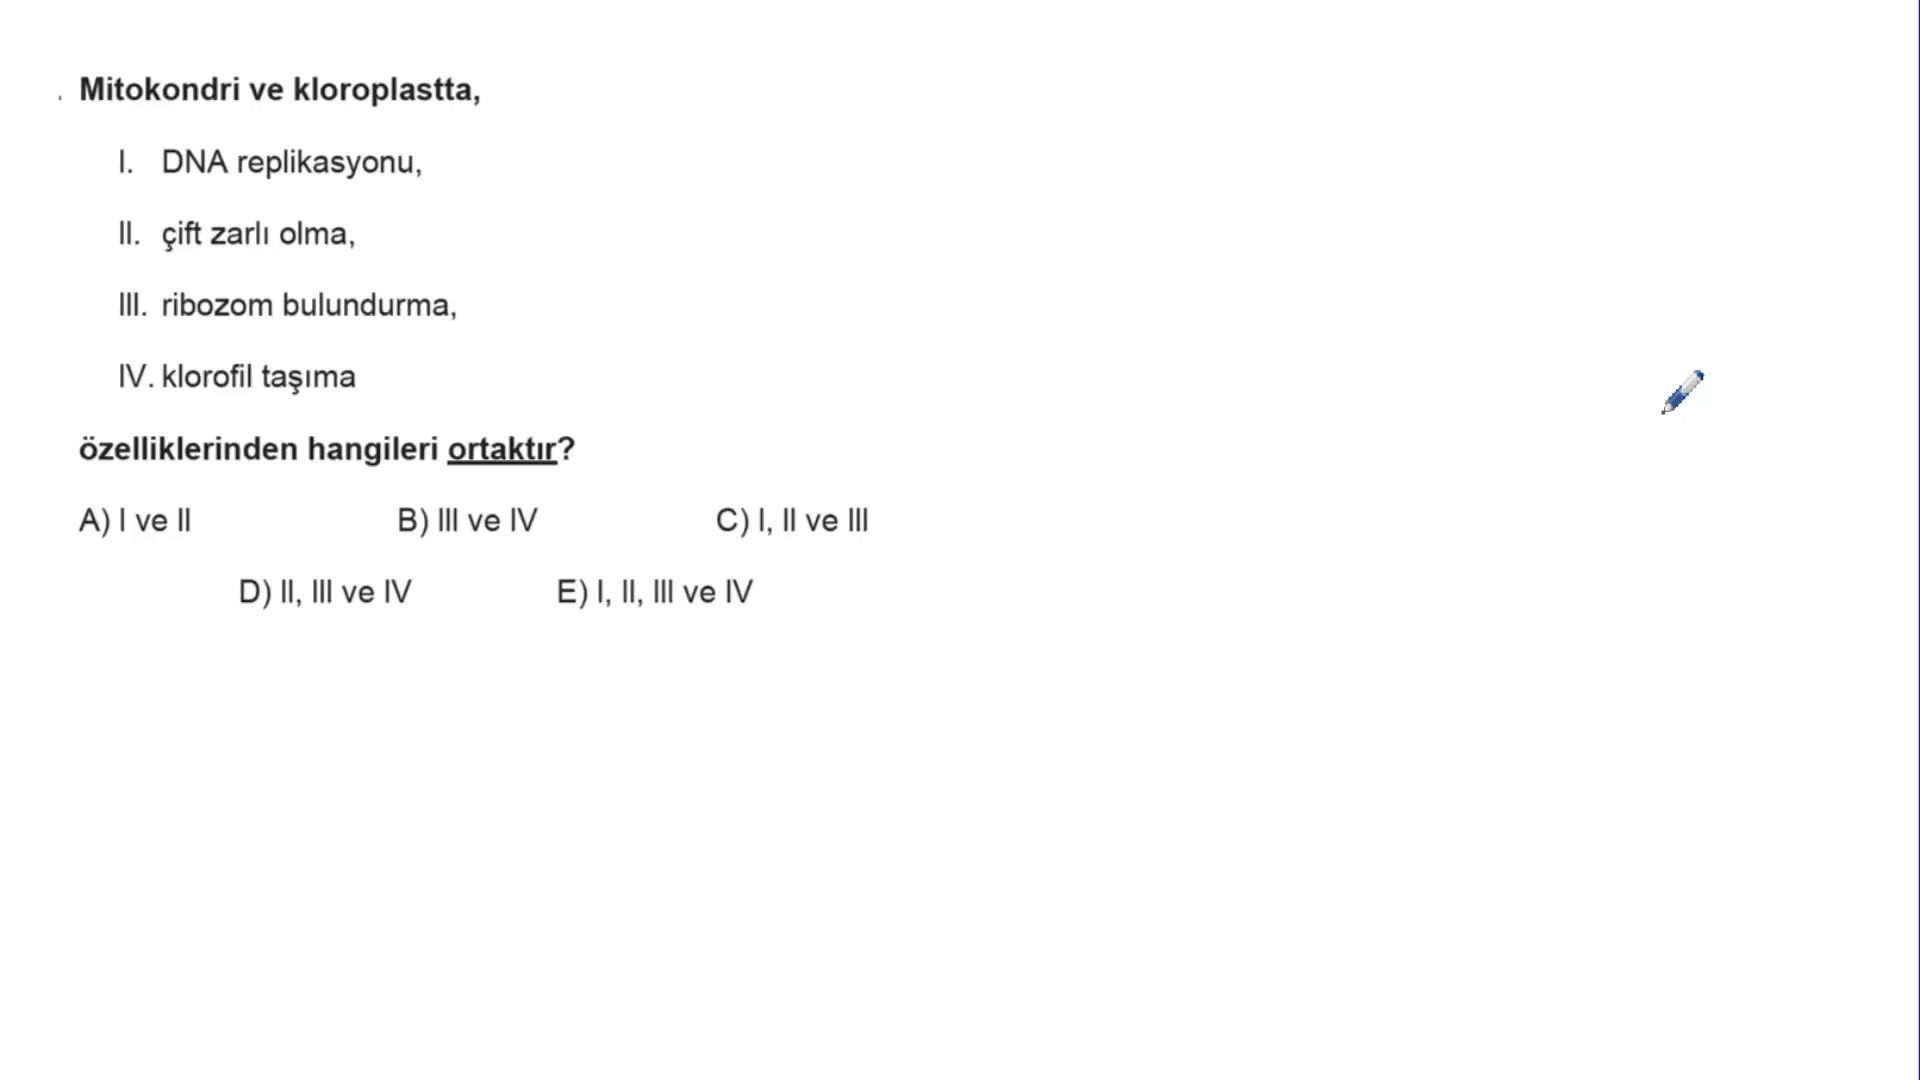 Mitokondri ve kloroplastta,
I. DNA replikasyonu,
II. çift zarlı olma,
III. ribozom bulundurma,
IV. klorofil taşıma
özelliklerinden hangileri ortaktır?
A) I ve II B) III ve IV C) I, II ve III
D) II, III ve IV E) I, II, III ve IV